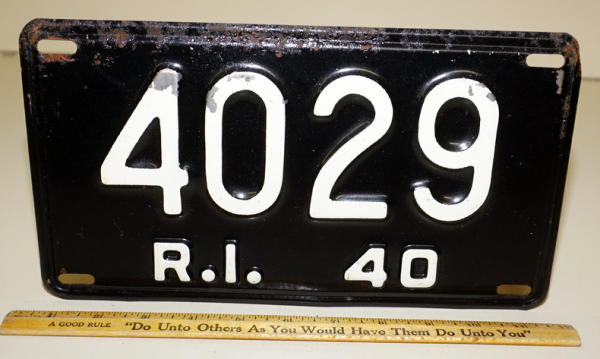 4029
R.I. 40
A GOOD RULE "Do Unto Others As You Would Have Them Do Unto You"